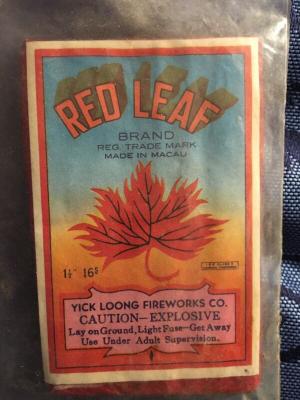 RED LEAF
BRAND
REG. TRADE MARK
MADE IN MACAU
1½" 16s
YICK LOONG FIREWORKS CO.
CAUTION—EXPLOSIVE
Lay on Ground, Light Fuse—Get Away
Use Under Adult Supervision.